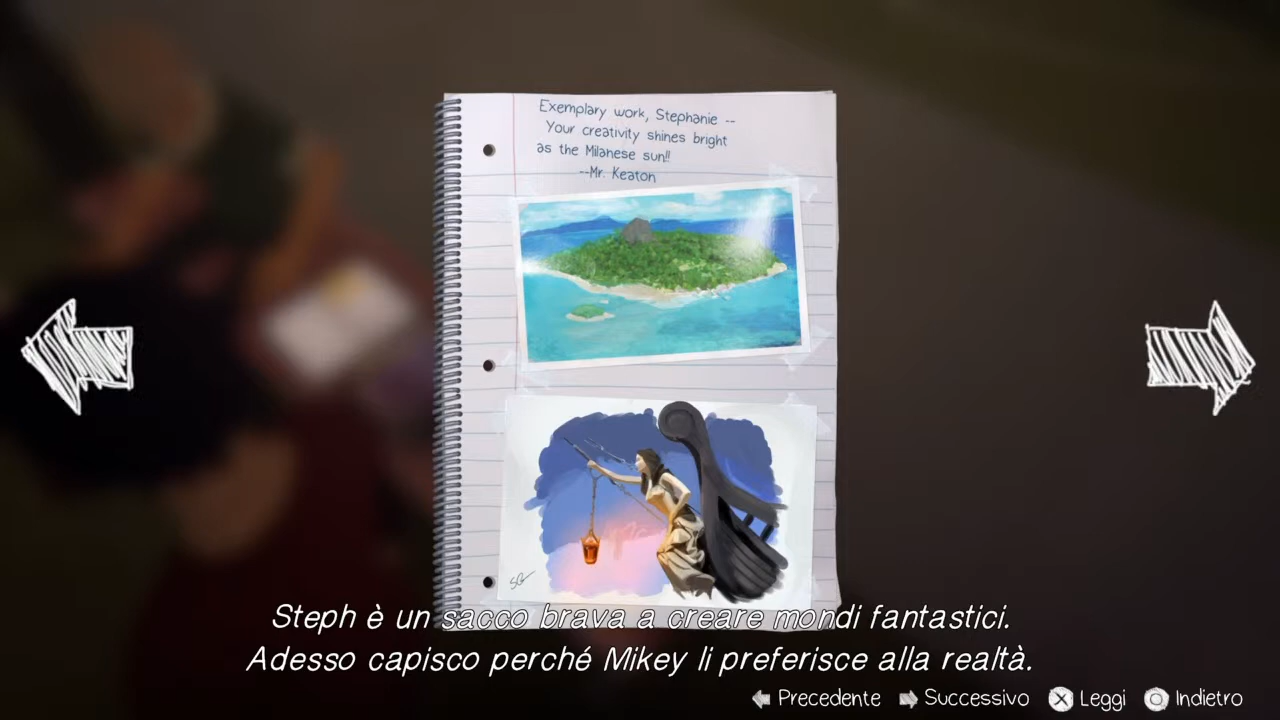 Exemplary work, Stephanie --
Your creativity shines bright
as the Milanese sun!!
--Mr. Keaton
SG
Steph è un sacco brava a creare mondi fantastici.
Adesso capisco perché Mikey li preferisce alla realtà.
Precedente Successivo Leggi Indietro